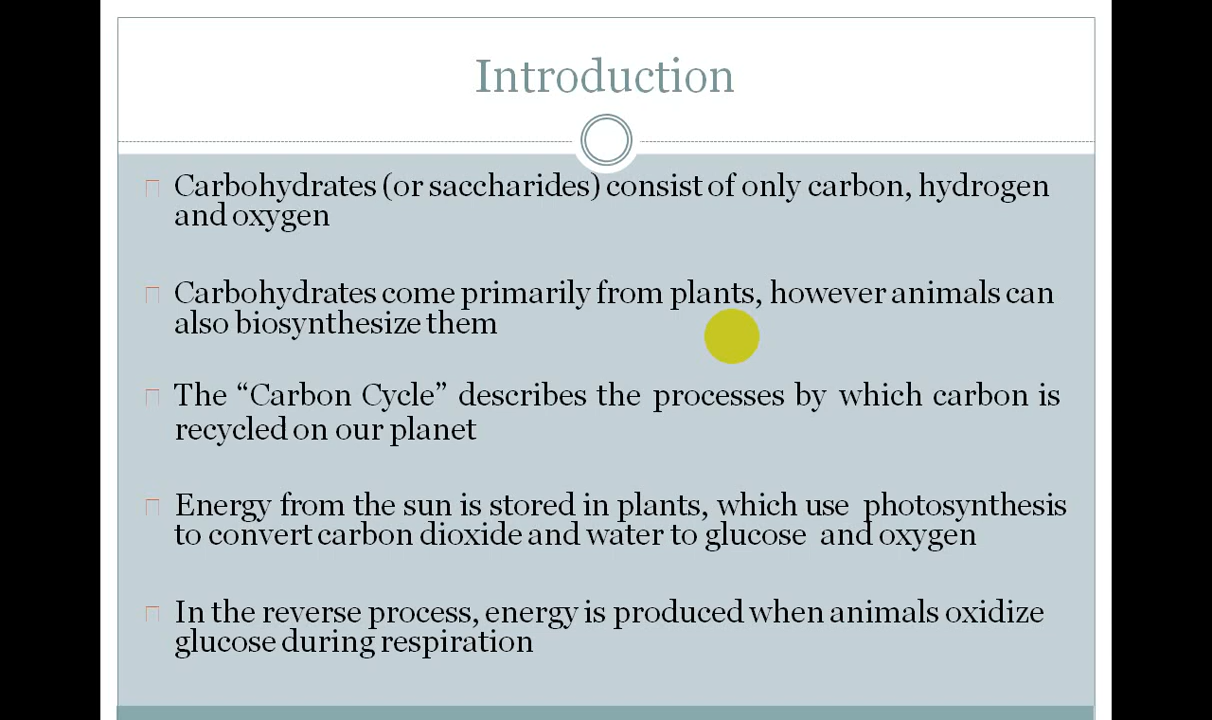 Introduction
Carbohydrates (or saccharides) consist of only carbon, hydrogen
and oxygen
Carbohydrates come primarily from plants, however animals can
also biosynthesize them
The “Carbon Cycle” describes the processes by which carbon is
recycled on our planet
Energy from the sun is stored in plants, which use photosynthesis
to convert carbon dioxide and water to glucose and oxygen
In the reverse process, energy is produced when animals oxidize
glucose during respiration